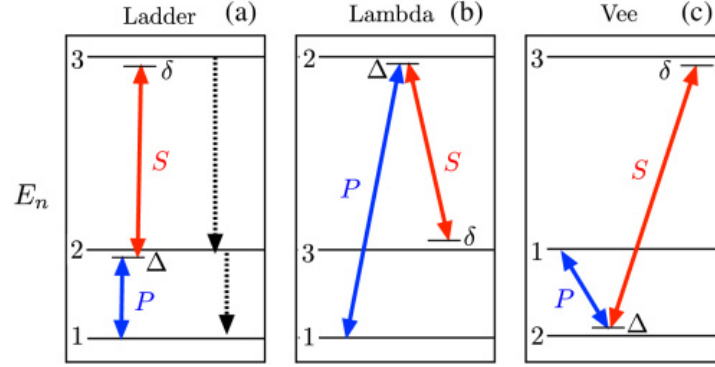 Ladder (a)
Lambda (b)
Vee (c)
E_n
3
δ
S
2
Δ
P
1
2
Δ
P
S
3
δ
1
3
δ
S
1
P
2
Δ